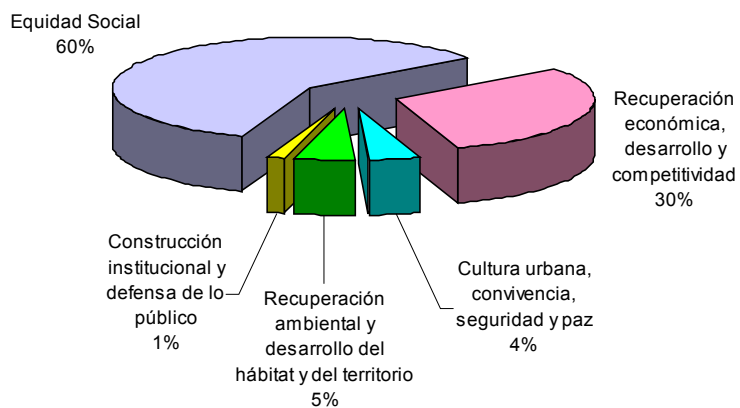 Equidad Social
60%
Recuperación
económica,
desarrollo y
competitividad
30%
Construcción
institucional y
defensa de lo
público
1%
Recuperación
ambiental y
desarrollo del
hábitat y del territorio
5%
Cultura urbana,
convivencia,
seguridad y paz
4%